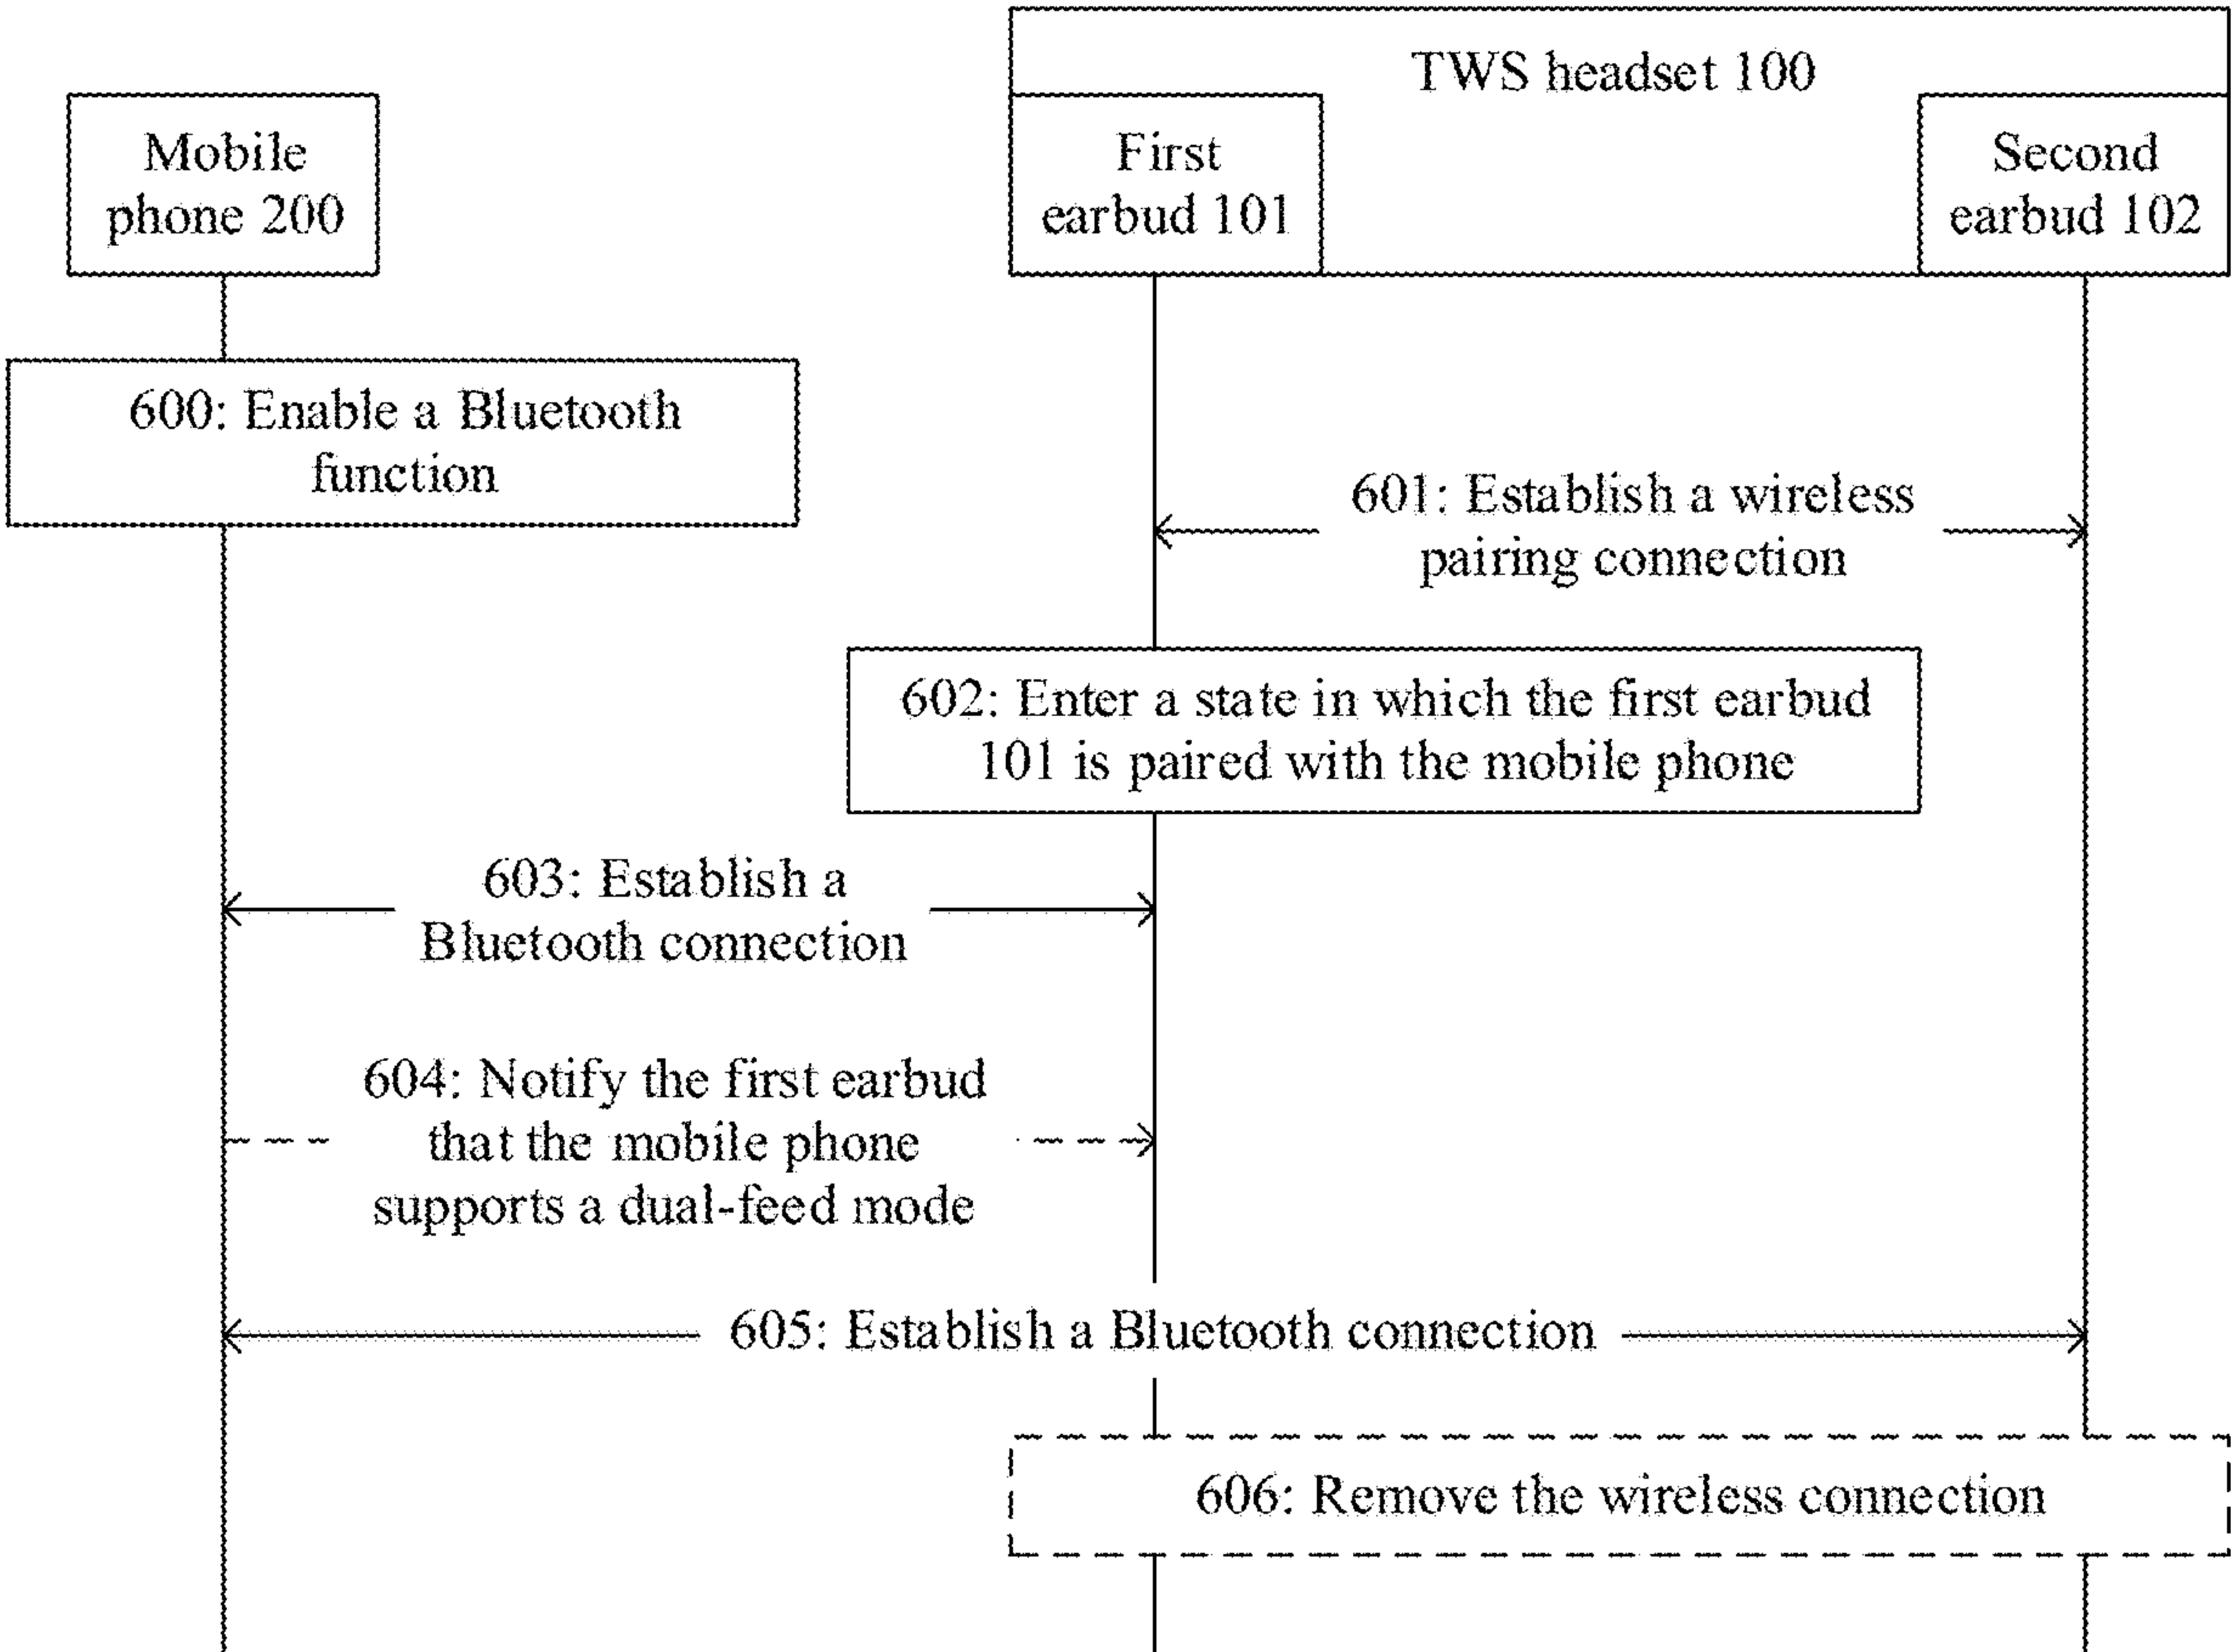 TWS headset 100
Mobile
phone 200
First
earbud 101
Second
earbud 102
600: Enable a Bluetooth
function
601: Establish a wireless
pairing connection
602: Enter a state in which the first earbud
101 is paired with the mobile phone
603: Establish a
Bluetooth connection
604: Notify the first earbud
that the mobile phone
supports a dual-feed mode
605: Establish a Bluetooth connection
606: Remove the wireless connection